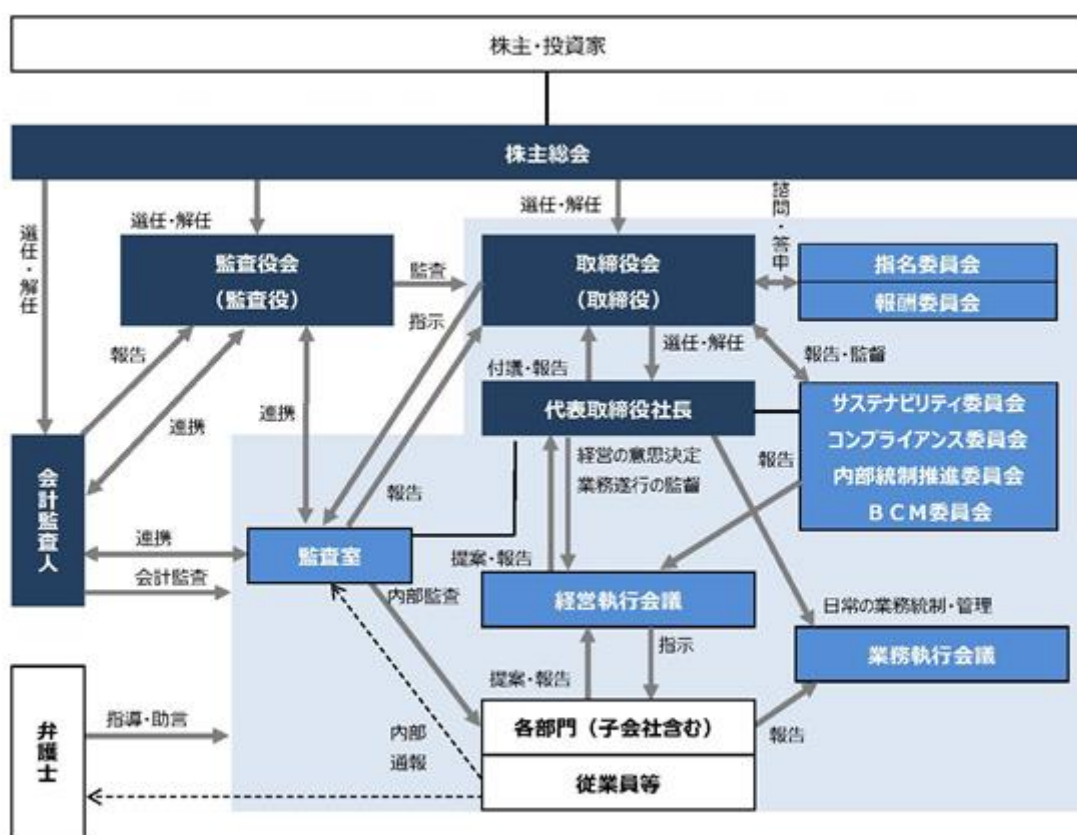 株主・投資家
株主総会
選任・解任
選任・解任
選任・解任
諮問・答申
監査役会
(監査役)
監査
取締役会
(取締役)
指名委員会
報酬委員会
指示
報告
連携
連携
付議・報告
選任・解任
報告・監督
代表取締役社長
サステナビリティ委員会
コンプライアンス委員会
内部統制推進委員会
BCM委員会
報告
会計監査人
経営の意思決定
業務遂行の監督
報告
連携
会計監査
監査室
内部監査
提案・報告
経営執行会議
日常の業務統制・管理
業務執行会議
指示
提案・報告
弁護士
指導・助言
内部
通報
各部門(子会社含む)
従業員等
報告